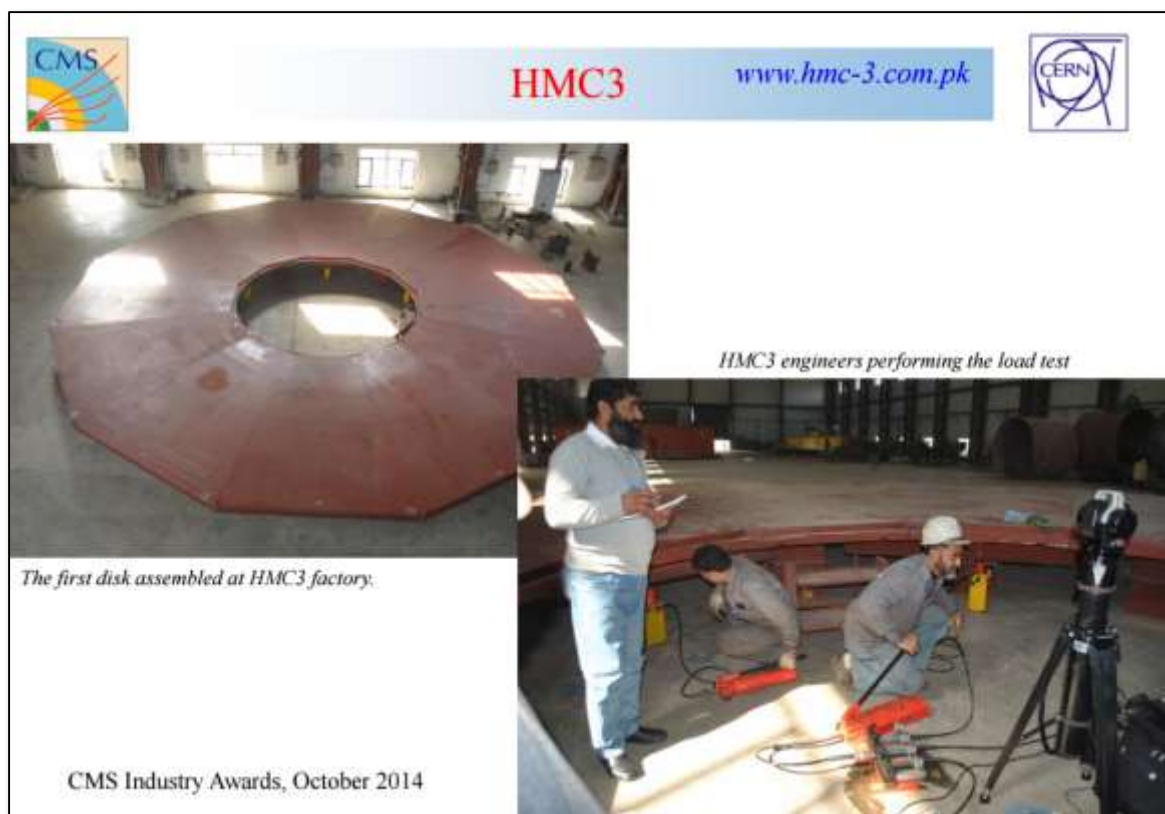 CMS
HMC3
www.hmc-3.com.pk
CERN
HMC3 engineers performing the load test
The first disk assembled at HMC3 factory.
CMS Industry Awards, October 2014